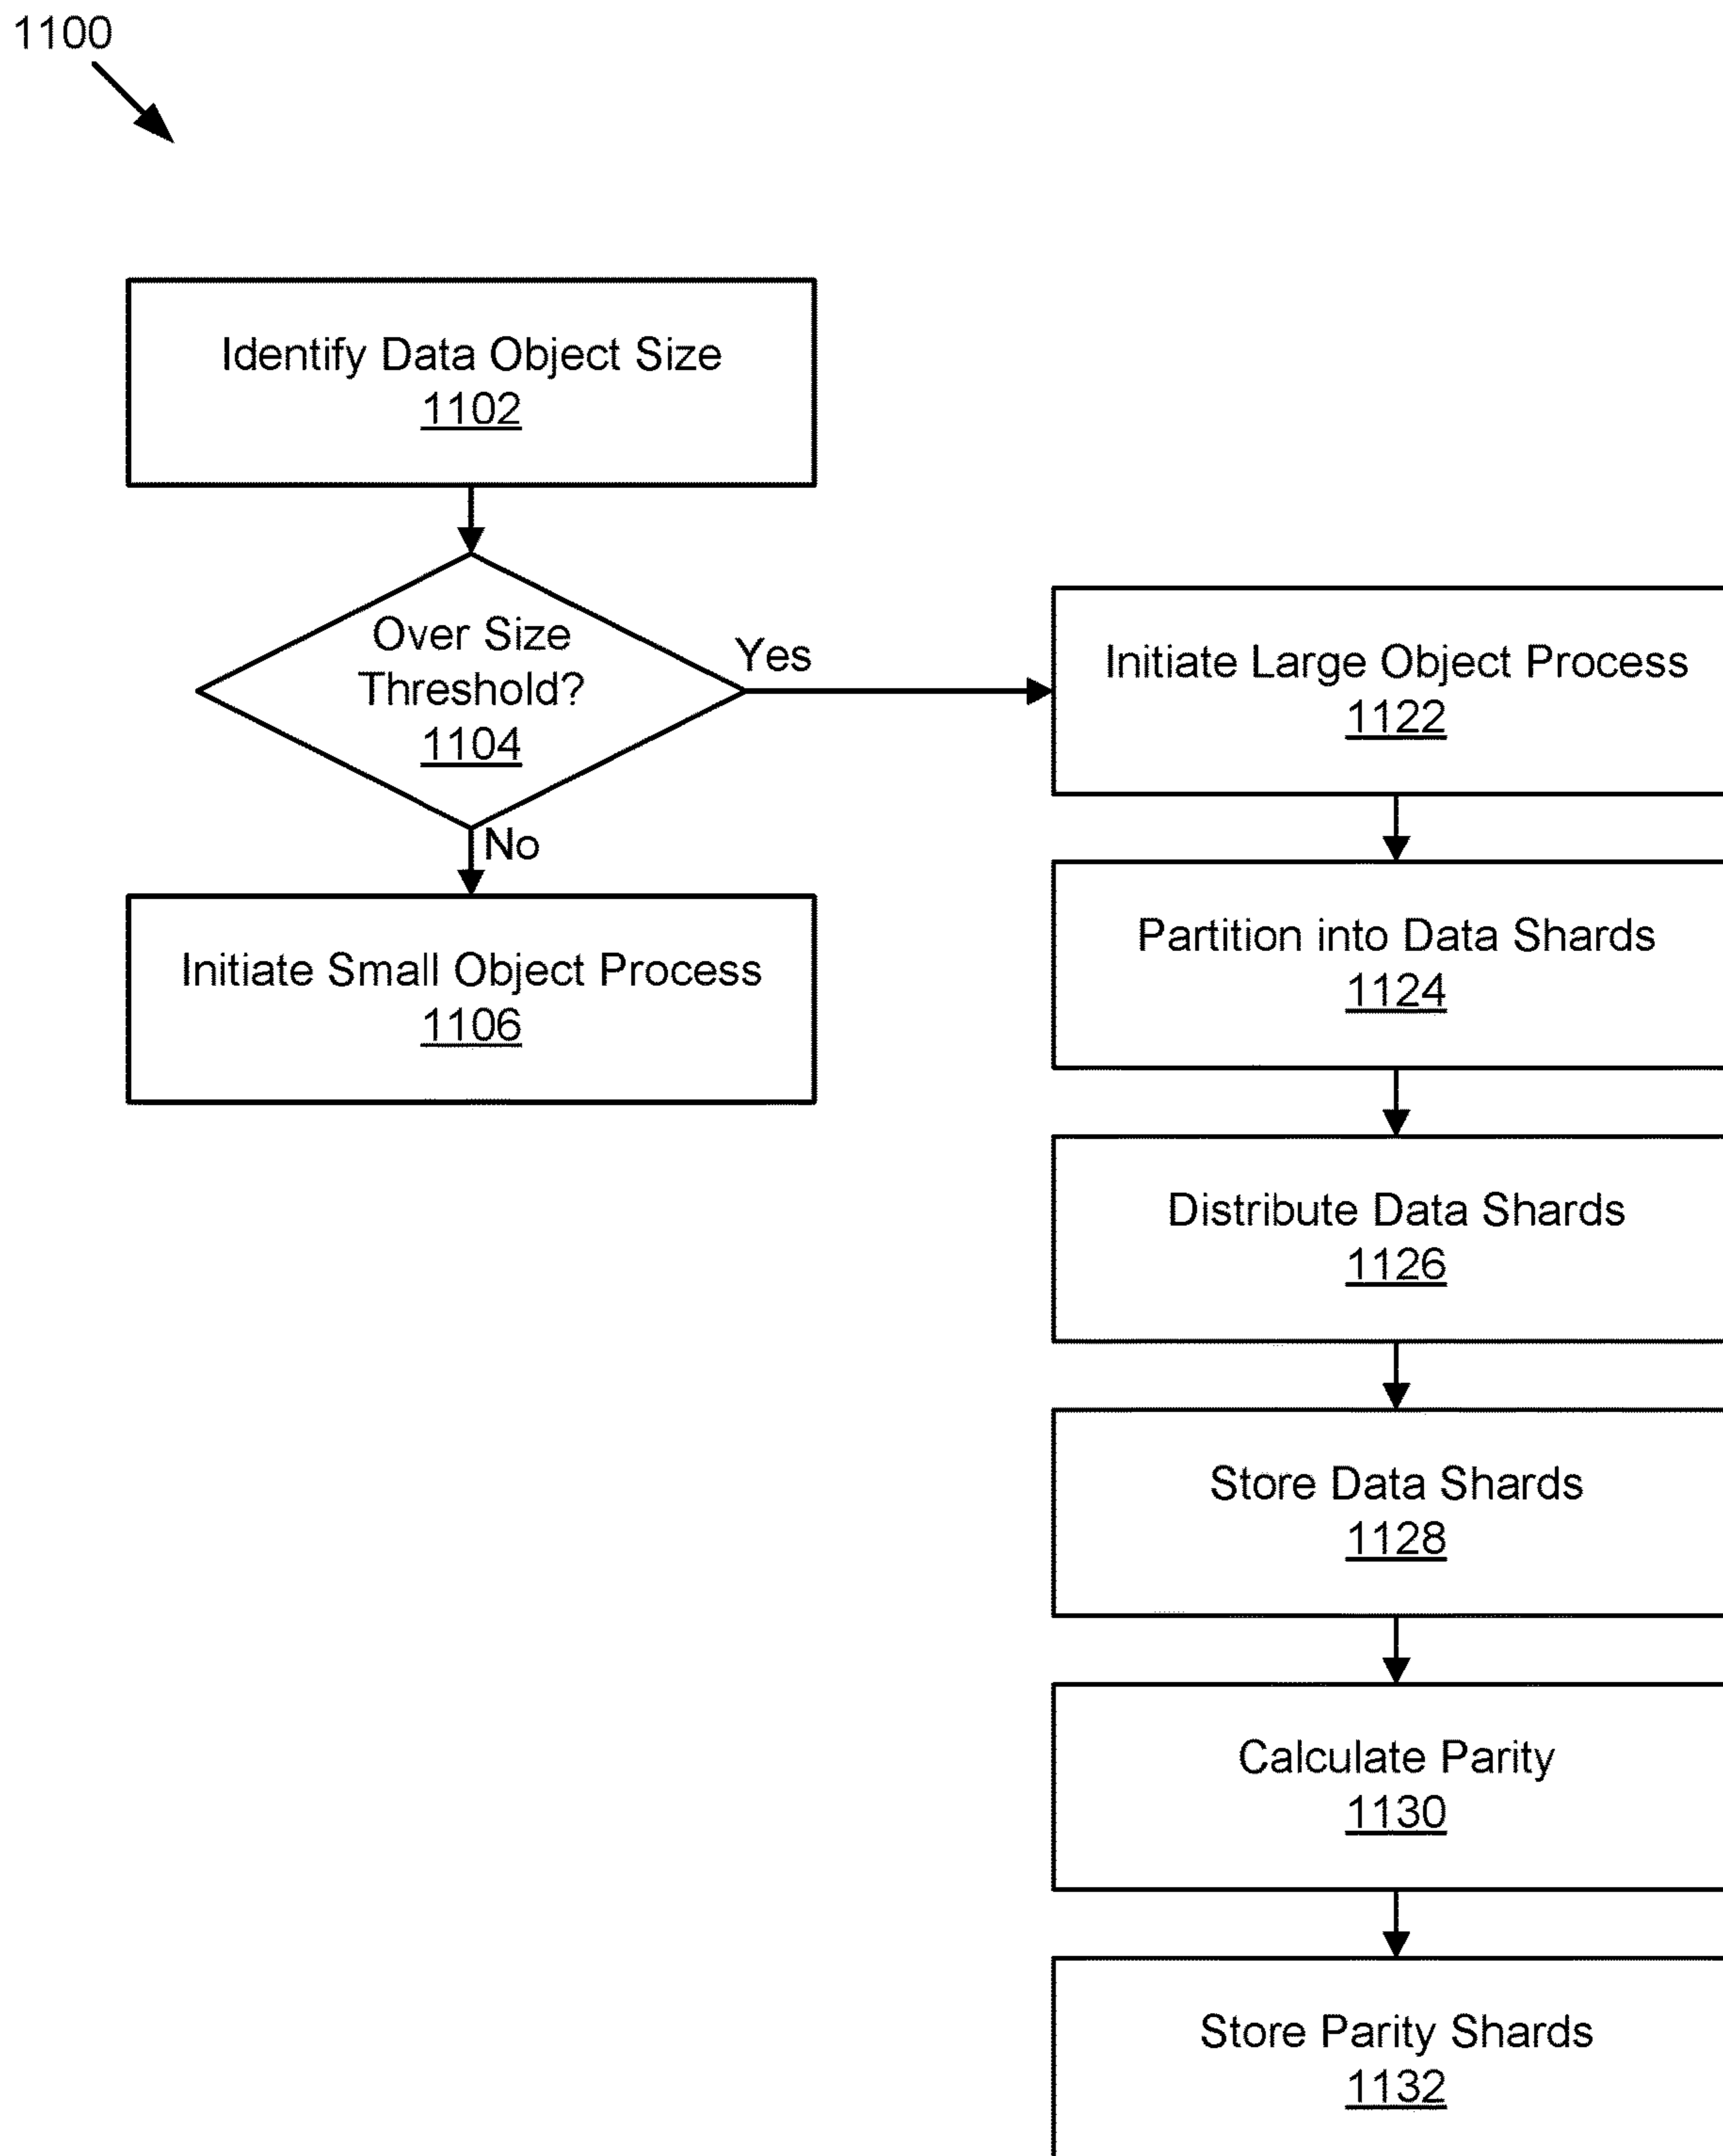 1100
Identify Data Object Size
1102
Over Size
Threshold?
1104
Yes
No
Initiate Small Object Process
1106
Initiate Large Object Process
1122
Partition into Data Shards
1124
Distribute Data Shards
1126
Store Data Shards
1128
Calculate Parity
1130
Store Parity Shards
1132